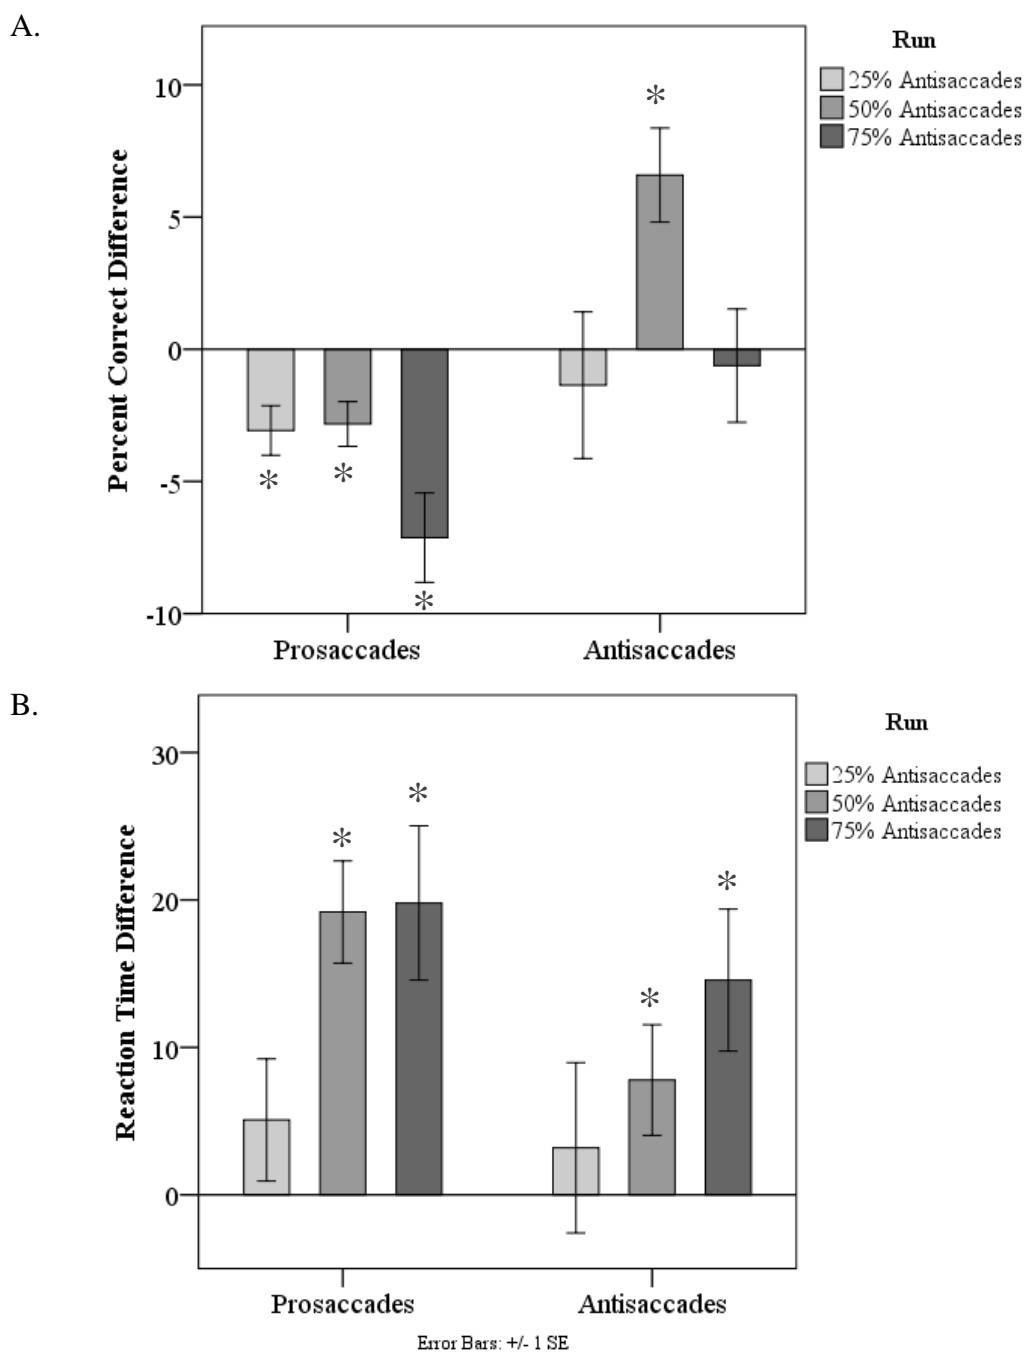 A.
Run
25% Antisaccades
50% Antisaccades
75% Antisaccades
Percent Correct Difference
10
5
0
-5
-10
*
*
*
*
Prosaccades
Antisaccades
B.
Run
25% Antisaccades
50% Antisaccades
75% Antisaccades
Reaction Time Difference
30
20
10
0
*
*
*
*
Prosaccades
Antisaccades
Error Bars: +/- 1 SE